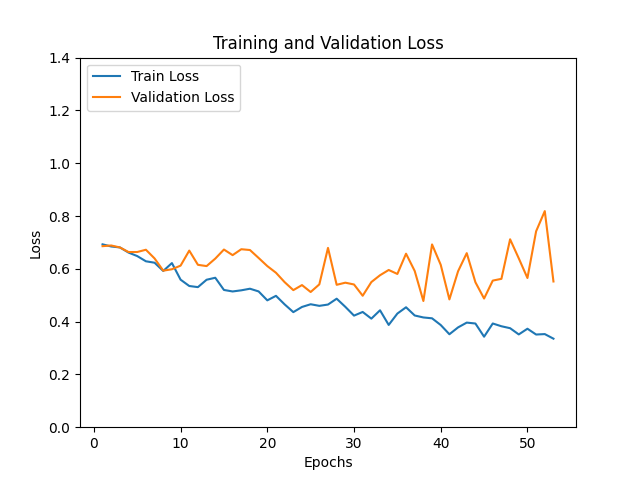 Training and Validation Loss
Train Loss
Validation Loss
1.4
1.2
1.0
0.8
0.6
0.4
0.2
0.0
Loss
0 10 20 30 40 50
Epochs